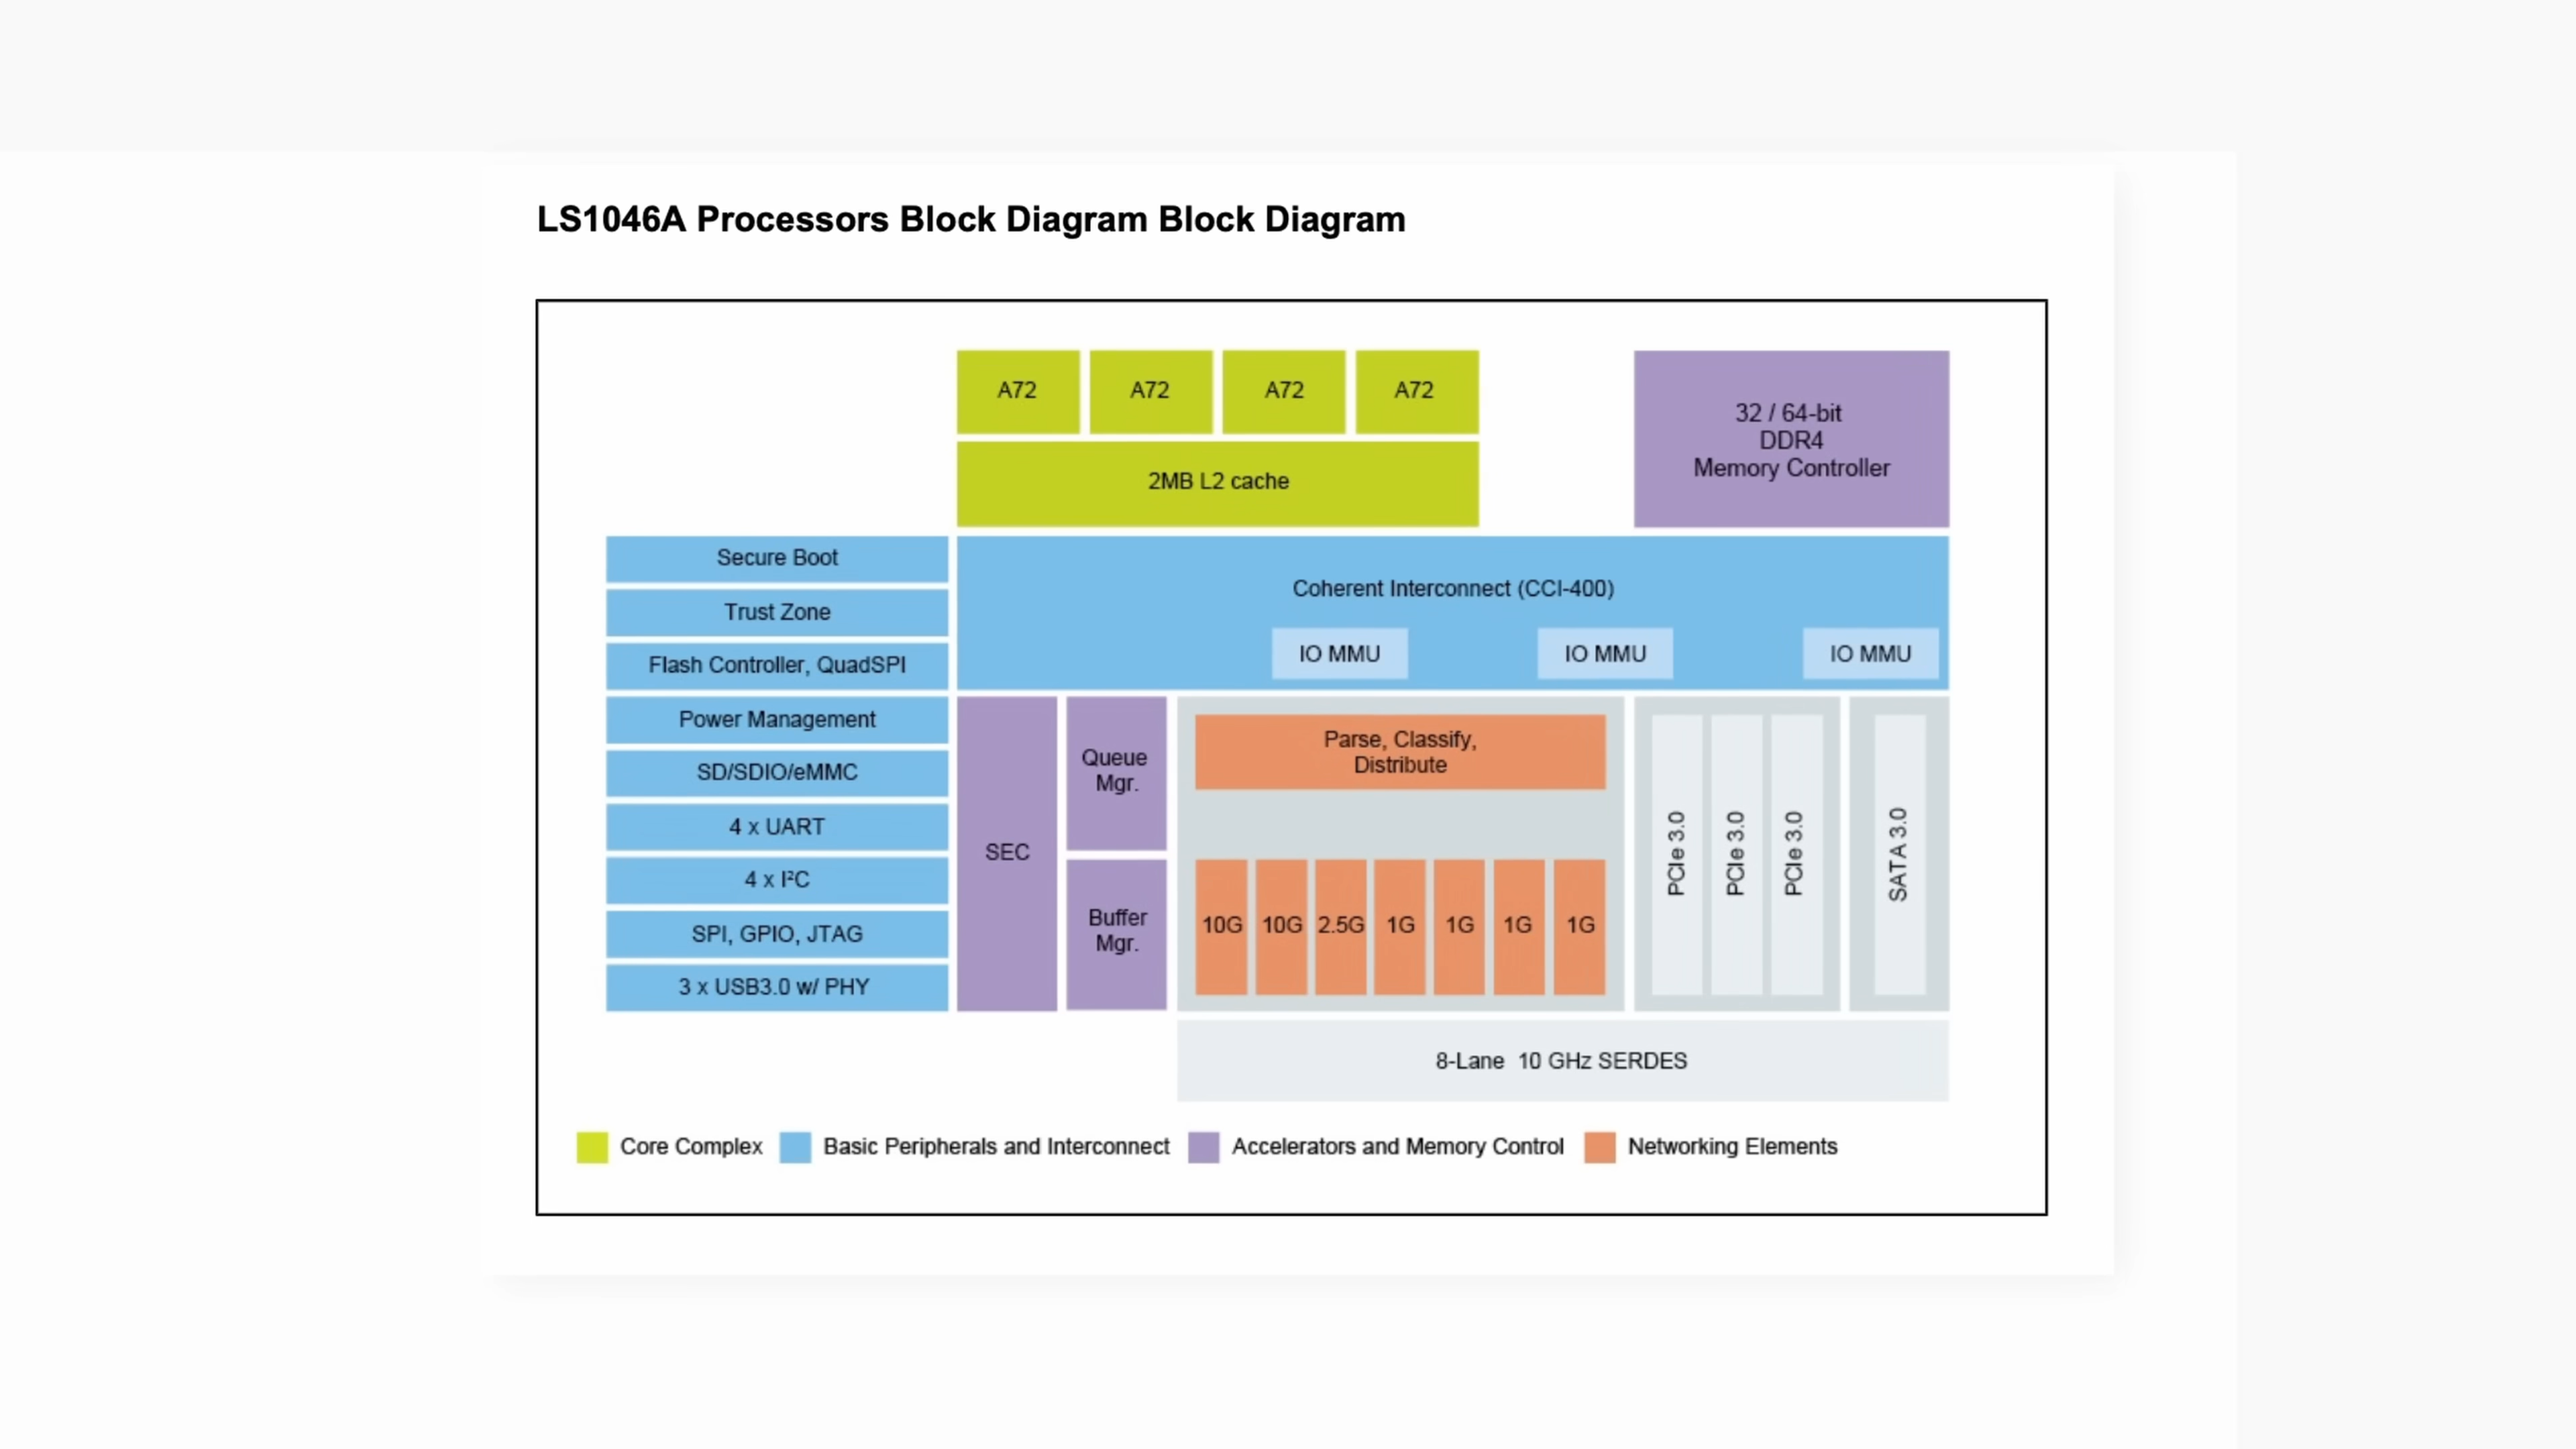 LS1046A Processors Block Diagram Block Diagram
A72
A72
A72
A72
32 / 64-bit
DDR4
Memory Controller
2MB L2 cache
Secure Boot
Trust Zone
Flash Controller, QuadSPI
Power Management
SD/SDIO/eMMC
4 x UART
4 x I²C
SPI, GPIO, JTAG
3 x USB3.0 w/ PHY
Coherent Interconnect (CCI-400)
IO MMU
IO MMU
IO MMU
SEC
Queue
Mgr.
Buffer
Mgr.
Parse, Classify,
Distribute
10G
10G
2.5G
1G
1G
1G
1G
PCIe 3.0
PCIe 3.0
PCIe 3.0
SATA 3.0
8-Lane 10 GHz SERDES
Core Complex
Basic Peripherals and Interconnect
Accelerators and Memory Control
Networking Elements